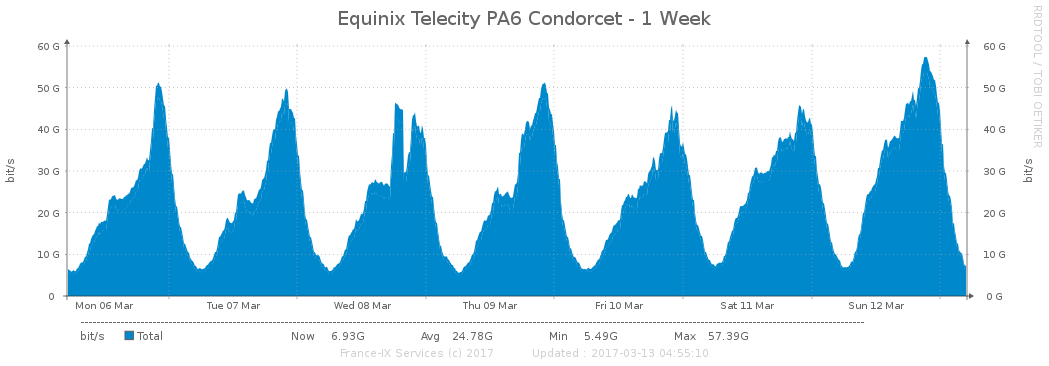 Equinix Telecity PA6 Condorcet - 1 Week
RRDTOOL / TOBI OETIKER
bit/s
60 G
50 G
40 G
30 G
20 G
10 G
0
60 G
50 G
40 G
30 G
20 G
10 G
0 G
bit/s
Mon 06 Mar Tue 07 Mar Wed 08 Mar Thu 09 Mar Fri 10 Mar Sat 11 Mar Sun 12 Mar
bit/s Total Now 6.93G Avg 24.78G Min 5.49G Max 57.39G
France-IX Services (c) 2017 Updated : 2017-03-13 04:55:10